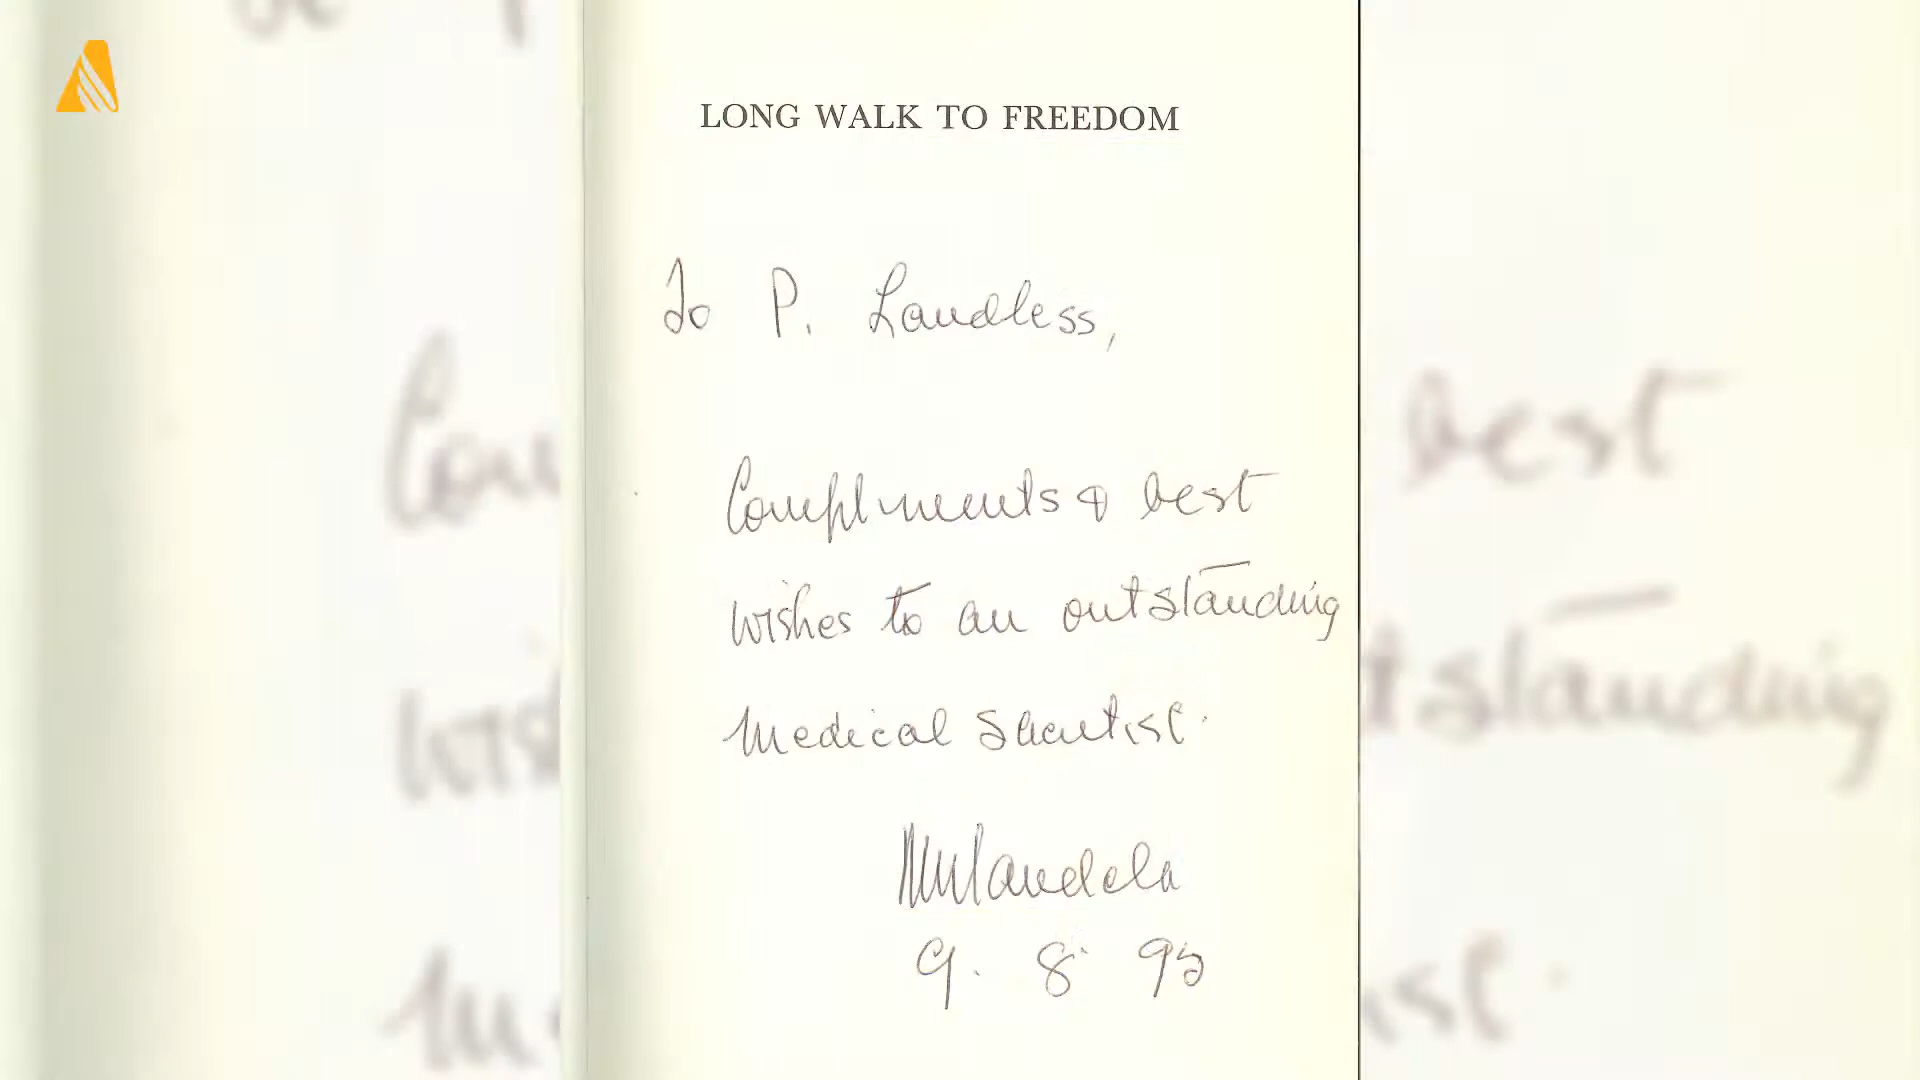 LONG WALK TO FREEDOM
To P. Landless,
Compliments & best
wishes to an outstanding
medical scientist.
NMandela
9. 8. 95